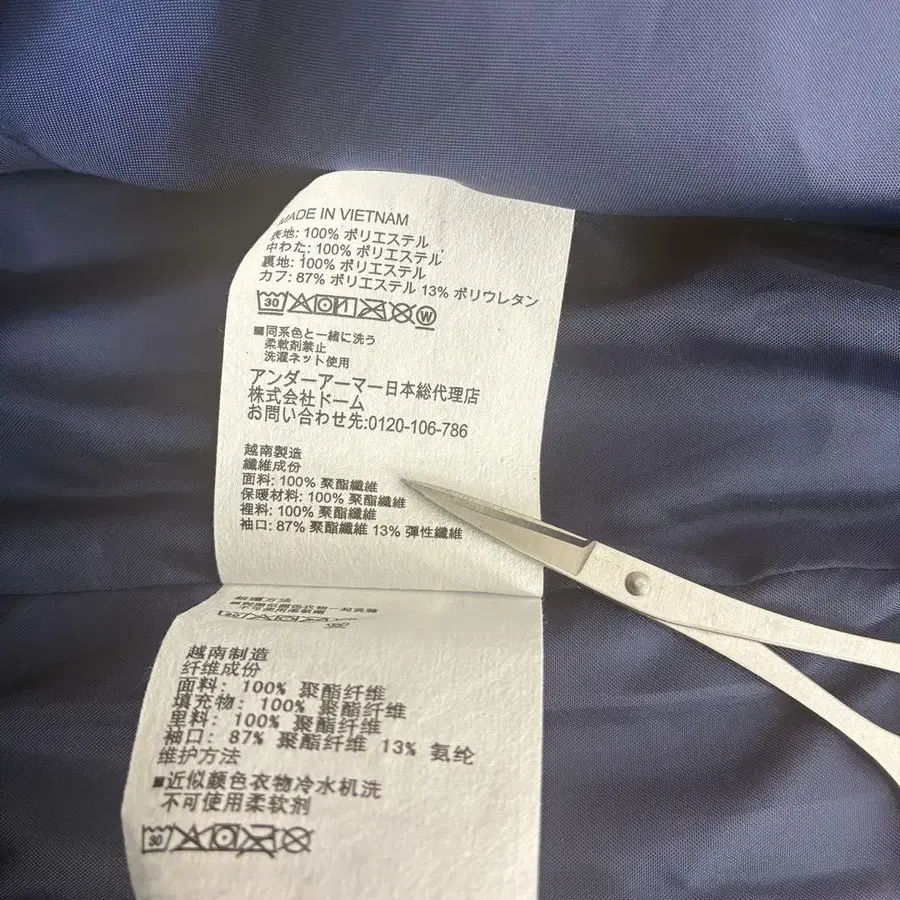 MADE IN VIETNAM
表地: 100% ポリエステル
中わた: 100% ポリエステル
裏地: 100% ポリエステル
カフ: 87% ポリエステル 13% ポリウレタン
30 W
■同系色と一緒に洗う
柔軟剤禁止
洗濯ネット使用
アンダーアーマー日本総代理店
株式会社ドーム
お問い合わせ先:0120-106-786
越南製造
纖維成份
面料: 100% 聚酯纖維
保暖材料: 100% 聚酯纖維
裡料: 100% 聚酯纖維
袖口: 87% 聚酯纖維 13% 彈性纖維
越南制造
纤维成份
面料: 100% 聚酯纤维
填充物: 100% 聚酯纤维
里料: 100% 聚酯纤维
袖口: 87% 聚酯纤维 13% 氨纶
维护方法
■近似颜色衣物冷水机洗
不可使用柔软剂
30